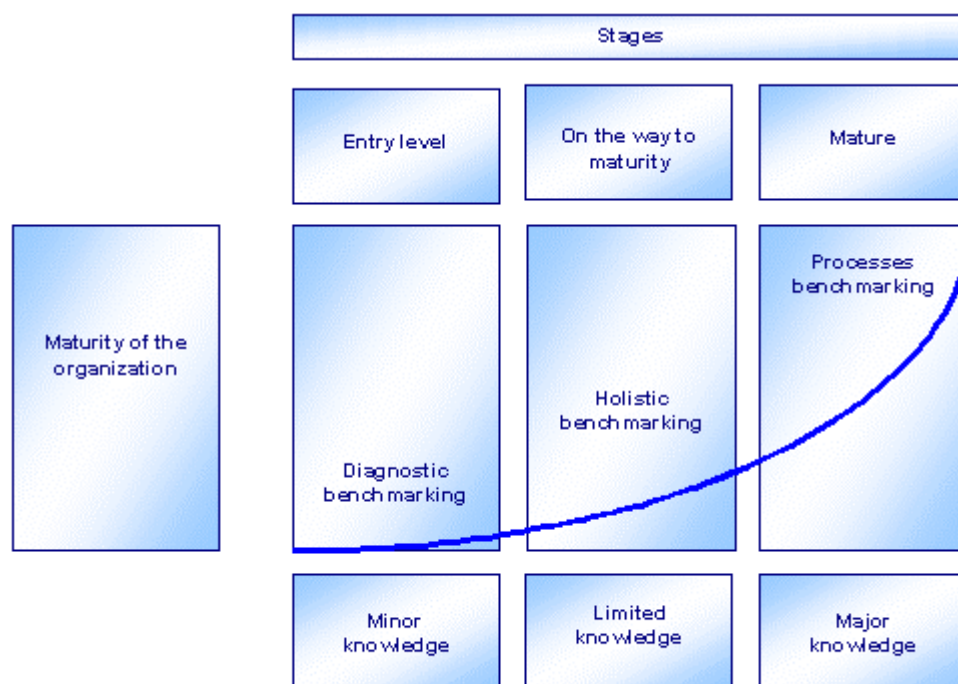 Stages
Entry level
On the way to
maturity
Mature
Maturity of the
organization
Diagnostic
benchmarking
Holistic
benchmarking
Processes
benchmarking
Minor
knowledge
Limited
knowledge
Major
knowledge